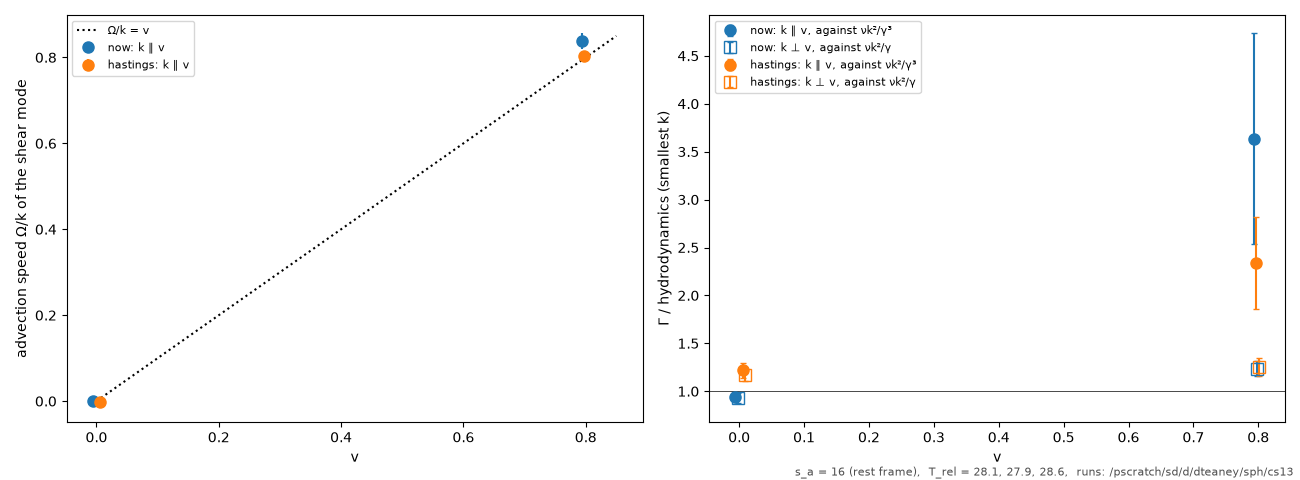 Ω/k = v
now: k ∥ v
hastings: k ∥ v
advection speed Ω/k of the shear mode
0.8
0.6
0.4
0.2
0.0
0.0 0.2 0.4 0.6 0.8
v
now: k ∥ v, against νk²/γ³
now: k ⊥ v, against νk²/γ
hastings: k ∥ v, against νk²/γ³
hastings: k ⊥ v, against νk²/γ
Γ / hydrodynamics (smallest k)
4.5
4.0
3.5
3.0
2.5
2.0
1.5
1.0
0.0 0.1 0.2 0.3 0.4 0.5 0.6 0.7 0.8
v
s_a = 16 (rest frame), T_rel = 28.1, 27.9, 28.6, runs: /pscratch/sd/d/dteaney/sph/cs13